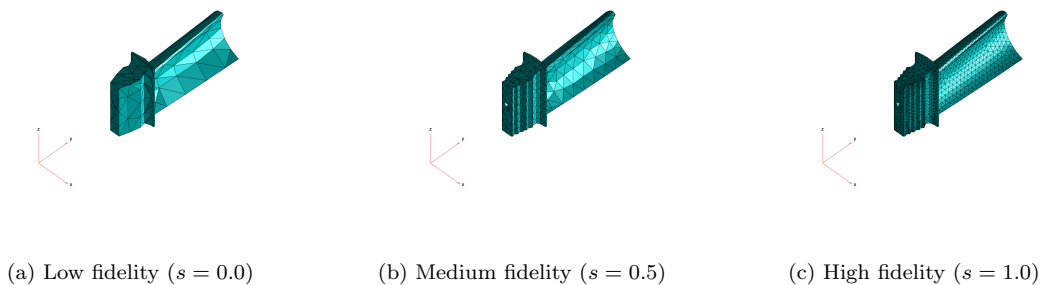 z
y
x
z
y
x
z
y
x
(a) Low fidelity (s = 0.0)
(b) Medium fidelity (s = 0.5)
(c) High fidelity (s = 1.0)